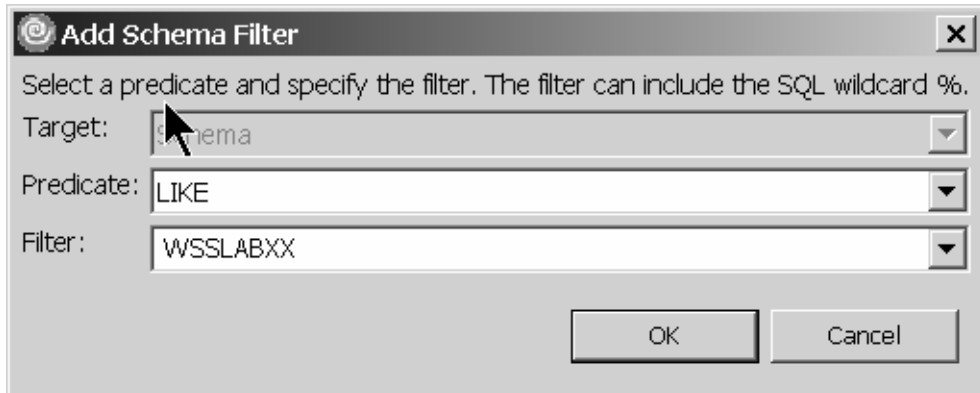 Add Schema Filter
Select a predicate and specify the filter. The filter can include the SQL wildcard %.
Target: Schema
Predicate: LIKE
Filter: WSSLABXX
OK Cancel